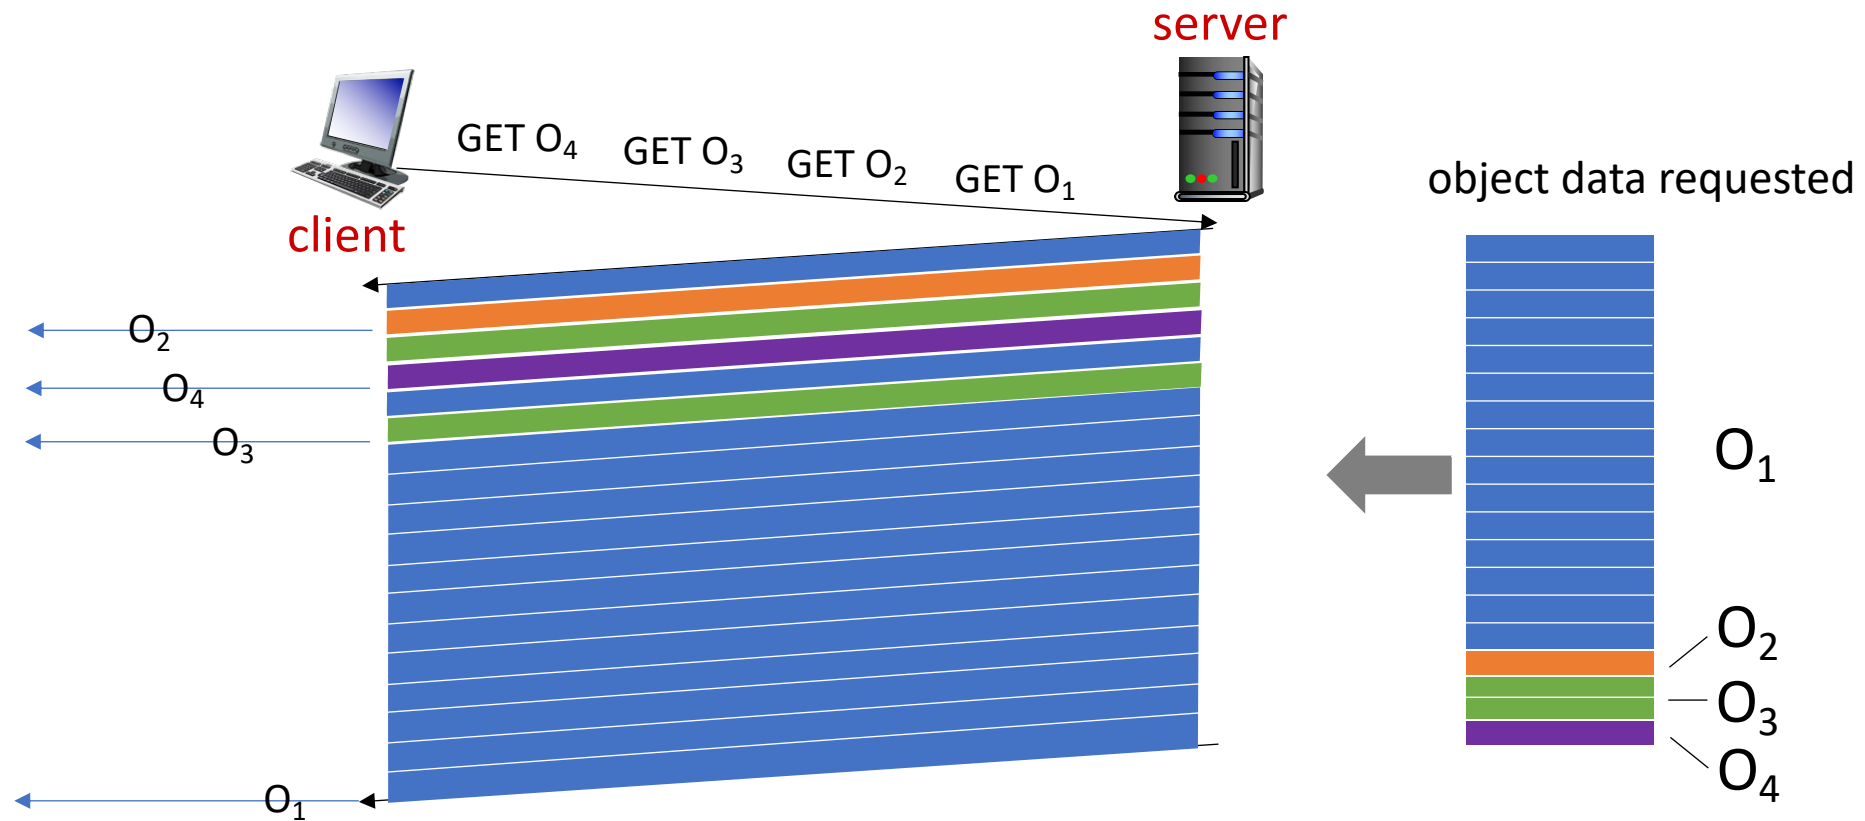 server
GET O₄
GET O₃
GET O₂
GET O₁
object data requested
client
O₂
O₄
O₃
O₁
O₁
O₂
O₃
O₄